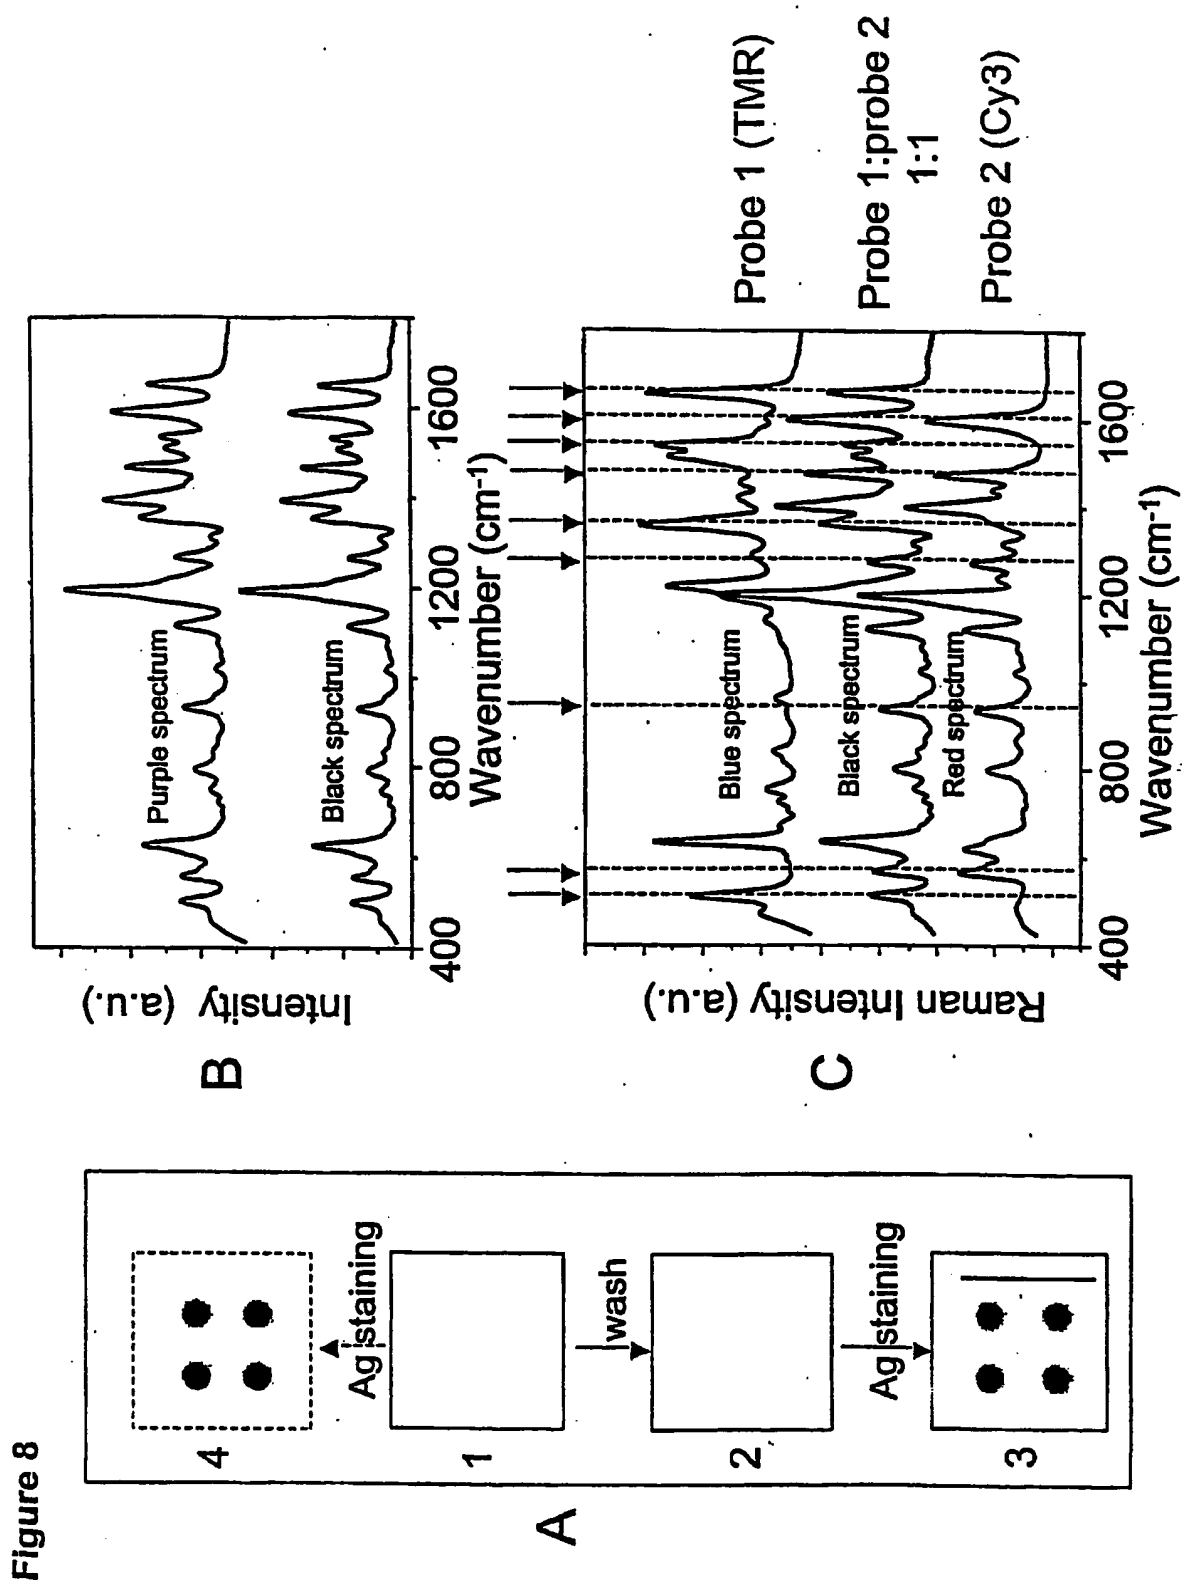 Figure 8
A
4
Ag staining
1
wash
2
Ag staining
3
B
Intensity (a.u.)
Purple spectrum
Black spectrum
400
800
1200
1600
Wavenumber (cm-1)
C
Raman Intensity (a.u.)
Blue spectrum
Black spectrum
Red spectrum
Probe 1 (TMR)
Probe 1:probe 2
1:1
Probe 2 (Cy3)
400
800
1200
1600
Wavenumber (cm-1)